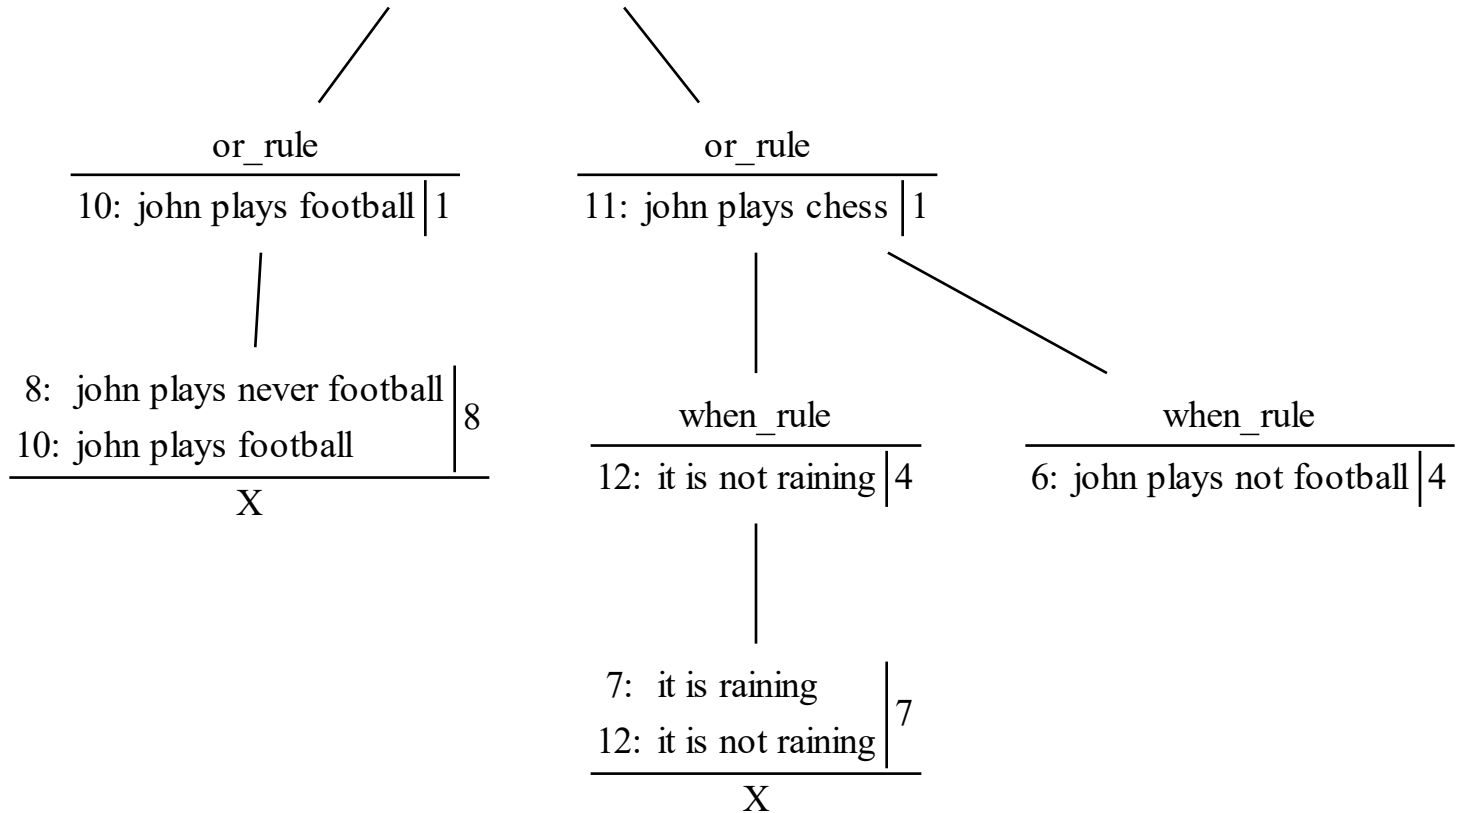 or_rule
10: john plays football 1
or_rule
11: john plays chess 1
8: john plays never football
10: john plays football
8
X
when_rule
12: it is not raining 4
when_rule
6: john plays not football 4
7: it is raining
12: it is not raining
7
X